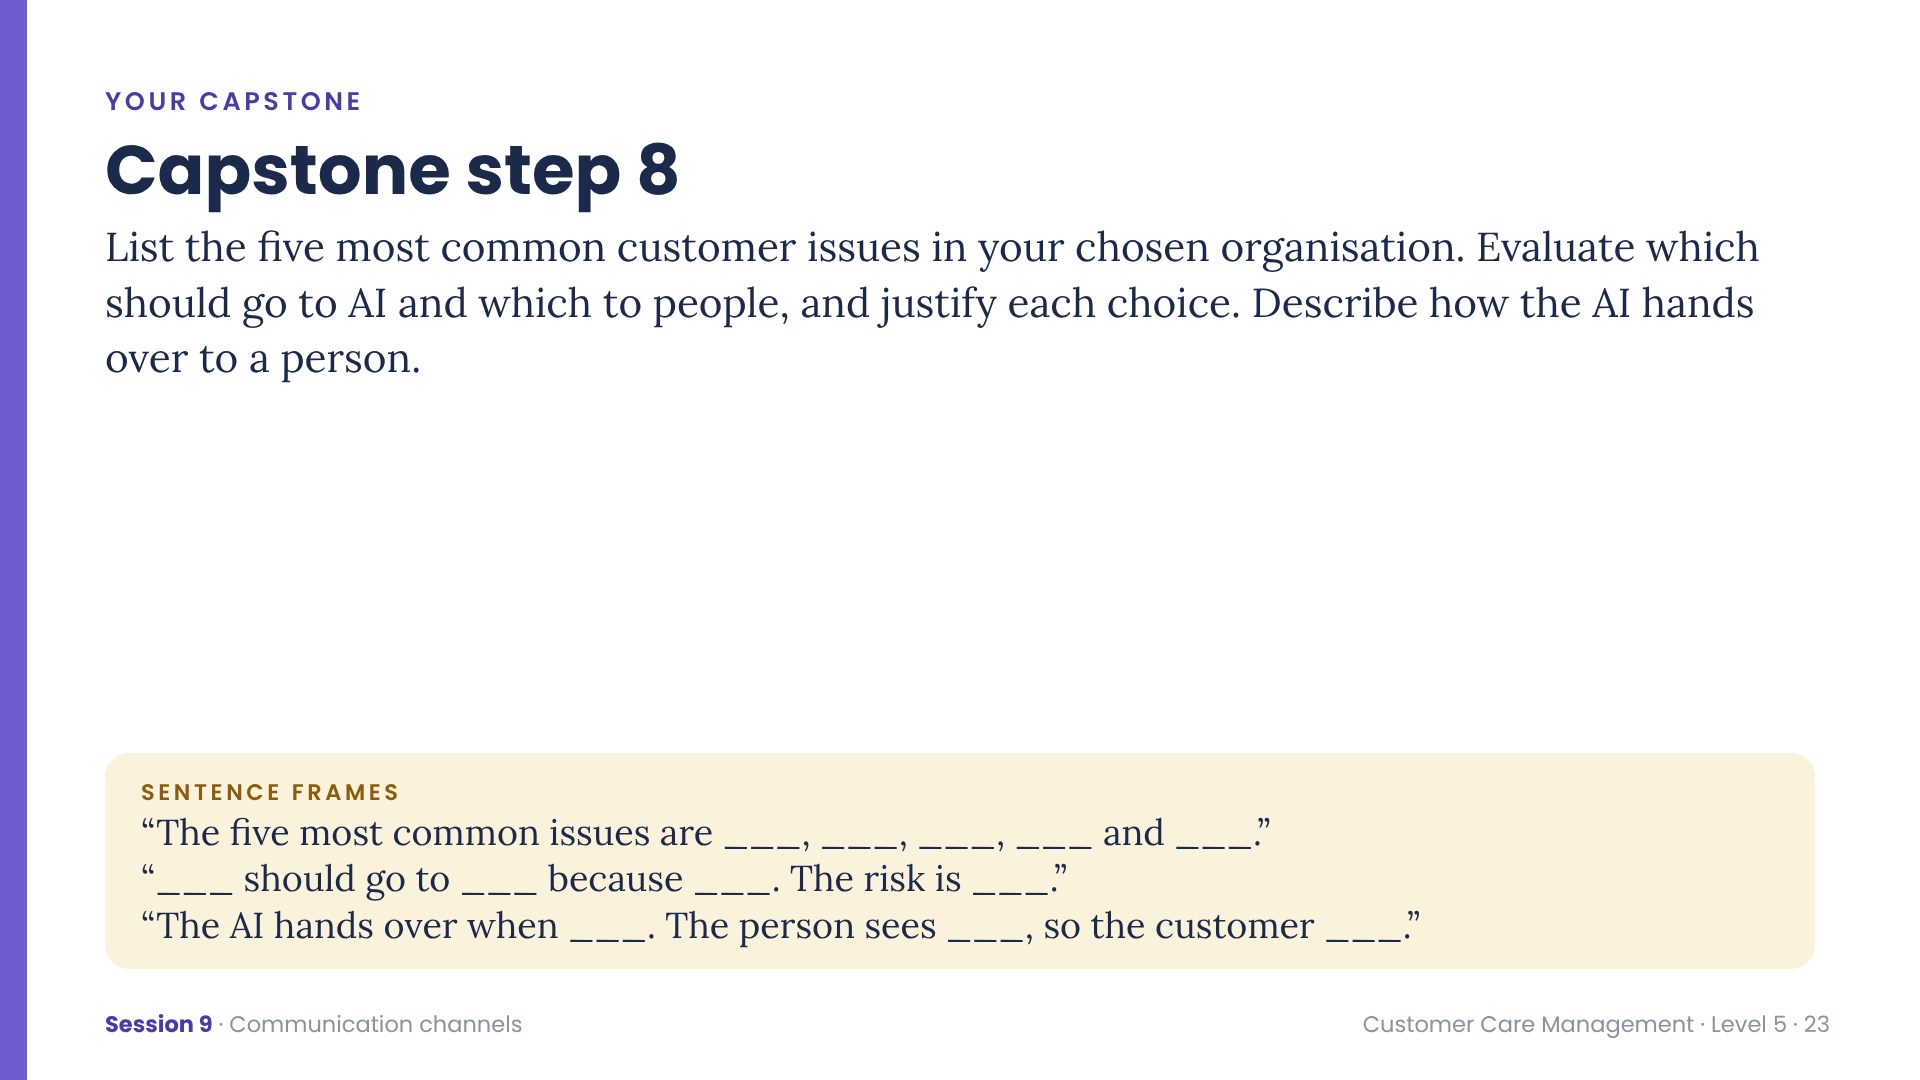 YOUR CAPSTONE
Capstone step 8
List the five most common customer issues in your chosen organisation. Evaluate which
should go to AI and which to people, and justify each choice. Describe how the AI hands
over to a person.
SENTENCE FRAMES
“The five most common issues are ___, ___, ___, ___ and ___.”
“___ should go to ___ because ___. The risk is ___.”
“The AI hands over when ___. The person sees ___, so the customer ___.”
Session 9 · Communication channels
Customer Care Management · Level 5 · 23